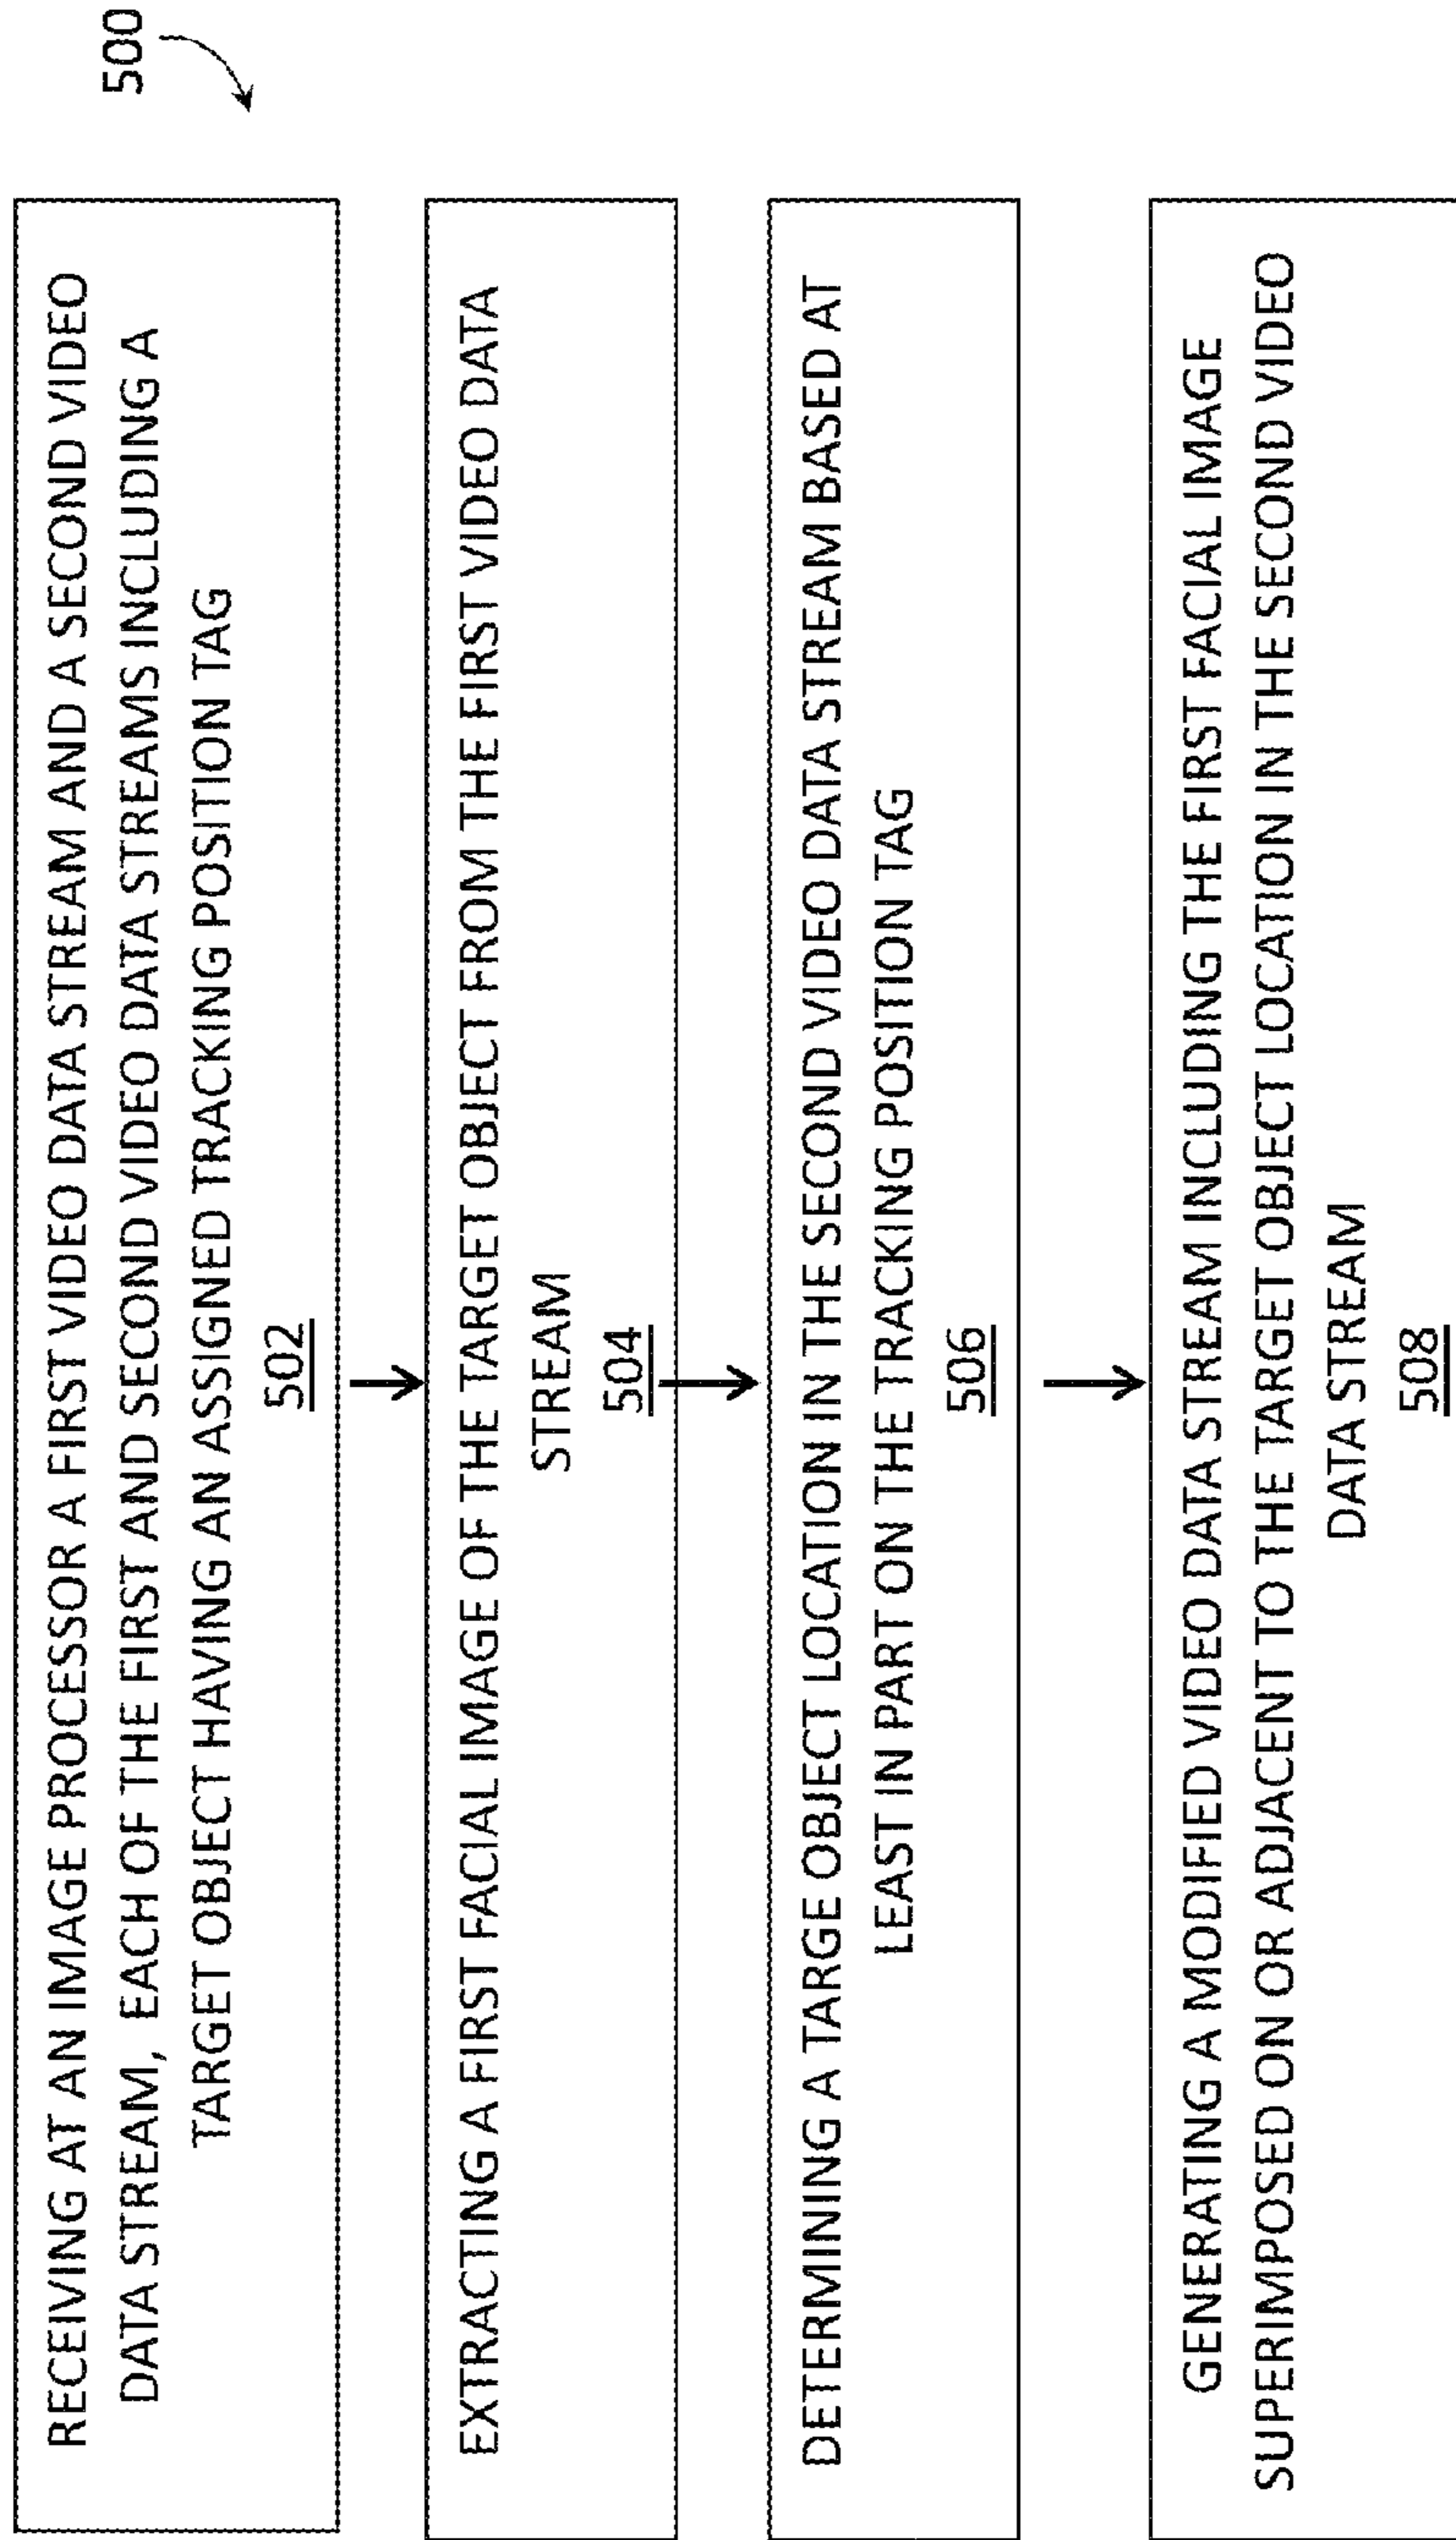 500
RECEIVING AT AN IMAGE PROCESSOR A FIRST VIDEO DATA STREAM AND A SECOND VIDEO
DATA STREAM, EACH OF THE FIRST AND SECOND VIDEO DATA STREAMS INCLUDING A
TARGET OBJECT HAVING AN ASSIGNED TRACKING POSITION TAG
502
EXTRACTING A FIRST FACIAL IMAGE OF THE TARGET OBJECT FROM THE FIRST VIDEO DATA
STREAM
504
DETERMINING A TARGE OBJECT LOCATION IN THE SECOND VIDEO DATA STREAM BASED AT
LEAST IN PART ON THE TRACKING POSITION TAG
506
GENERATING A MODIFIED VIDEO DATA STREAM INCLUDING THE FIRST FACIAL IMAGE
SUPERIMPOSED ON OR ADJACENT TO THE TARGET OBJECT LOCATION IN THE SECOND VIDEO
DATA STREAM
508